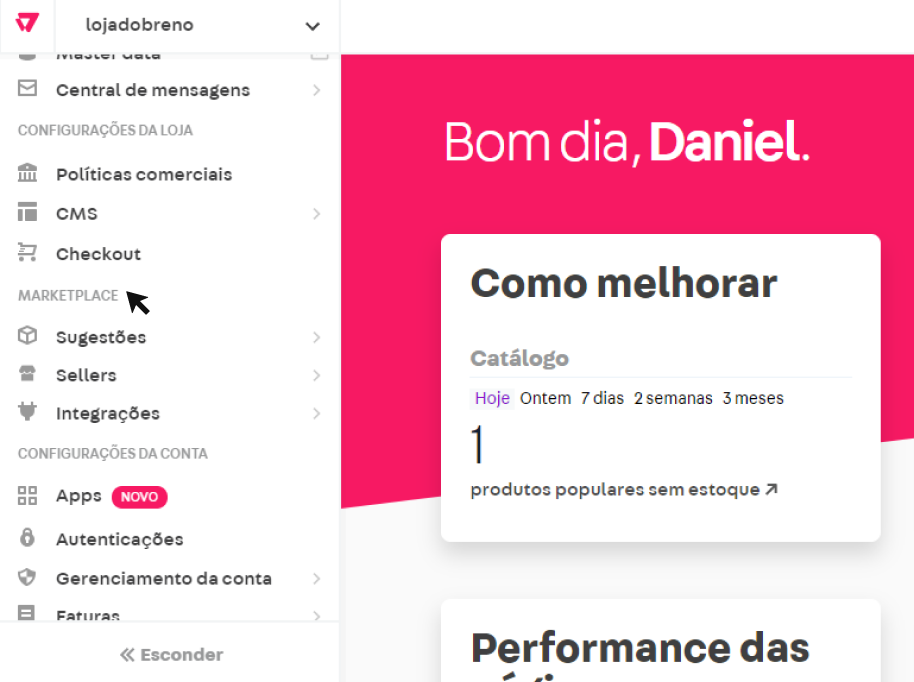 lojadobreno
Master data
Central de mensagens
CONFIGURAÇÕES DA LOJA
Políticas comerciais
CMS
Checkout
MARKETPLACE
Sugestões
Sellers
Integrações
CONFIGURAÇÕES DA CONTA
Apps NOVO
Autenticações
Gerenciamento da conta
Faturas
Esconder
Bom dia, Daniel.
Como melhorar
Catálogo
Hoje Ontem 7 dias 2 semanas 3 meses
1
produtos populares sem estoque
Performance das